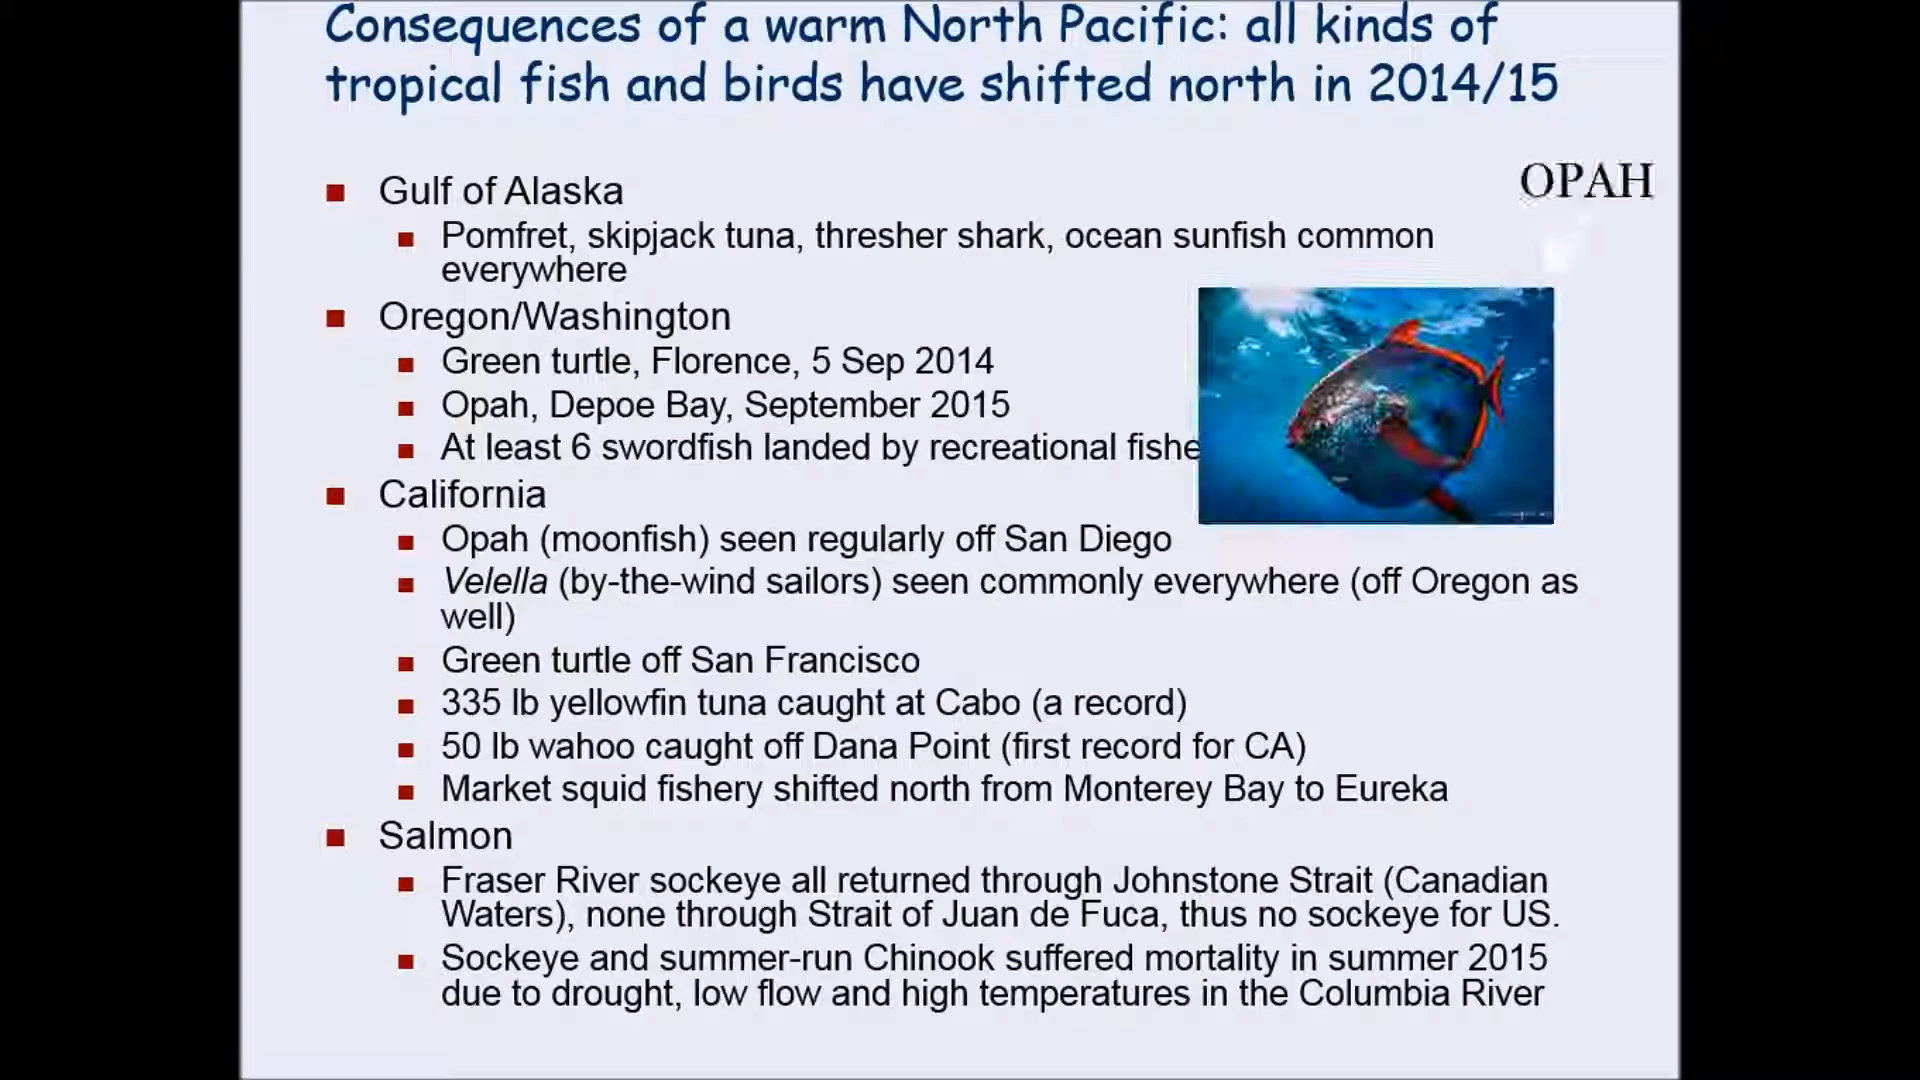 Consequences of a warm North Pacific: all kinds of
tropical fish and birds have shifted north in 2014/15
OPAH
Gulf of Alaska
Pomfret, skipjack tuna, thresher shark, ocean sunfish common
everywhere
Oregon/Washington
Green turtle, Florence, 5 Sep 2014
Opah, Depoe Bay, September 2015
At least 6 swordfish landed by recreational fishe
California
Opah (moonfish) seen regularly off San Diego
Velella (by-the-wind sailors) seen commonly everywhere (off Oregon as
well)
Green turtle off San Francisco
335 lb yellowfin tuna caught at Cabo (a record)
50 lb wahoo caught off Dana Point (first record for CA)
Market squid fishery shifted north from Monterey Bay to Eureka
Salmon
Fraser River sockeye all returned through Johnstone Strait (Canadian
Waters), none through Strait of Juan de Fuca, thus no sockeye for US.
Sockeye and summer-run Chinook suffered mortality in summer 2015
due to drought, low flow and high temperatures in the Columbia River